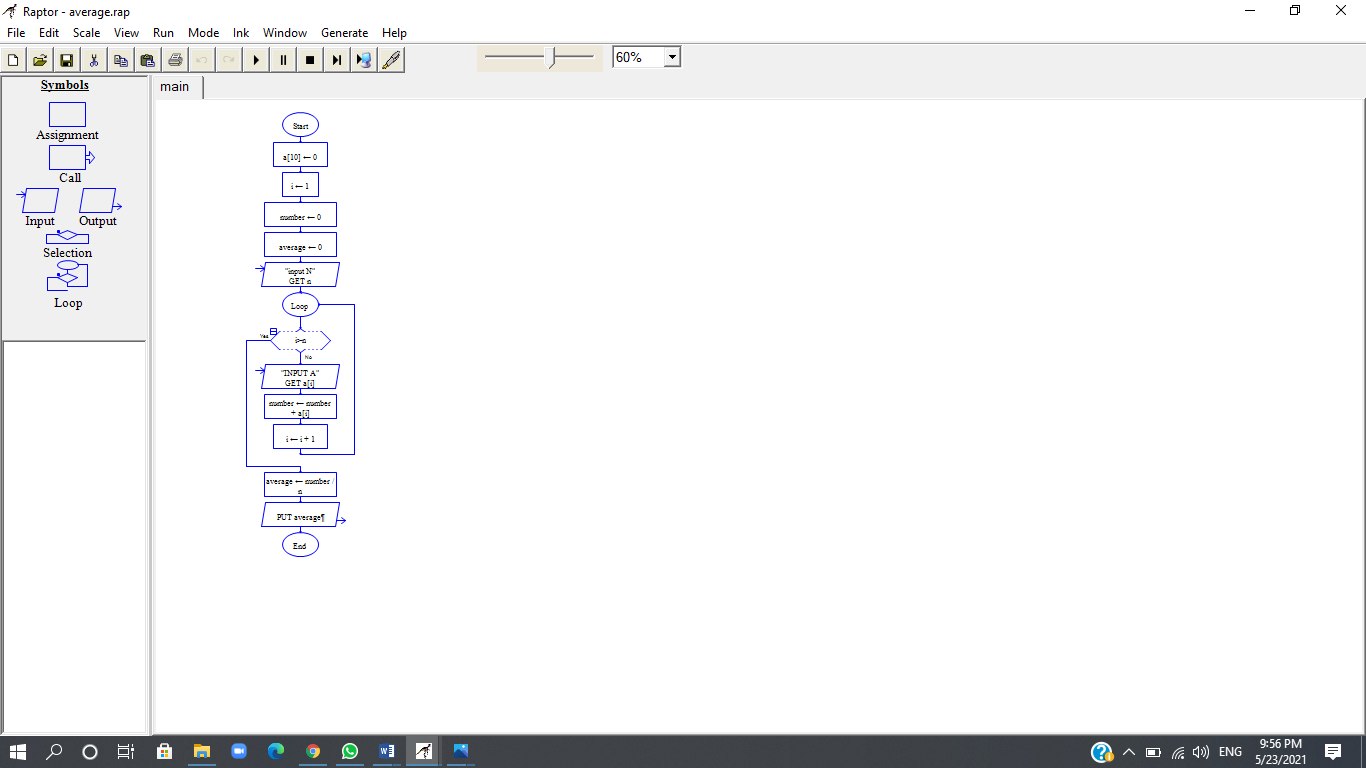 Raptor - average.rap
File Edit Scale View Run Mode Ink Window Generate Help
60%
Symbols
Assignment
Call
Input Output
Selection
Loop
main
Start
a[10] ← 0
i ← 1
number ← 0
average ← 0
"input N"
GET n
Loop
Yes
i>n
No
"INPUT A"
GET a[i]
number ← number
+ a[i]
i ← i + 1
average ← number /
n
PUT average¶
End
ENG
9:56 PM
5/23/2021